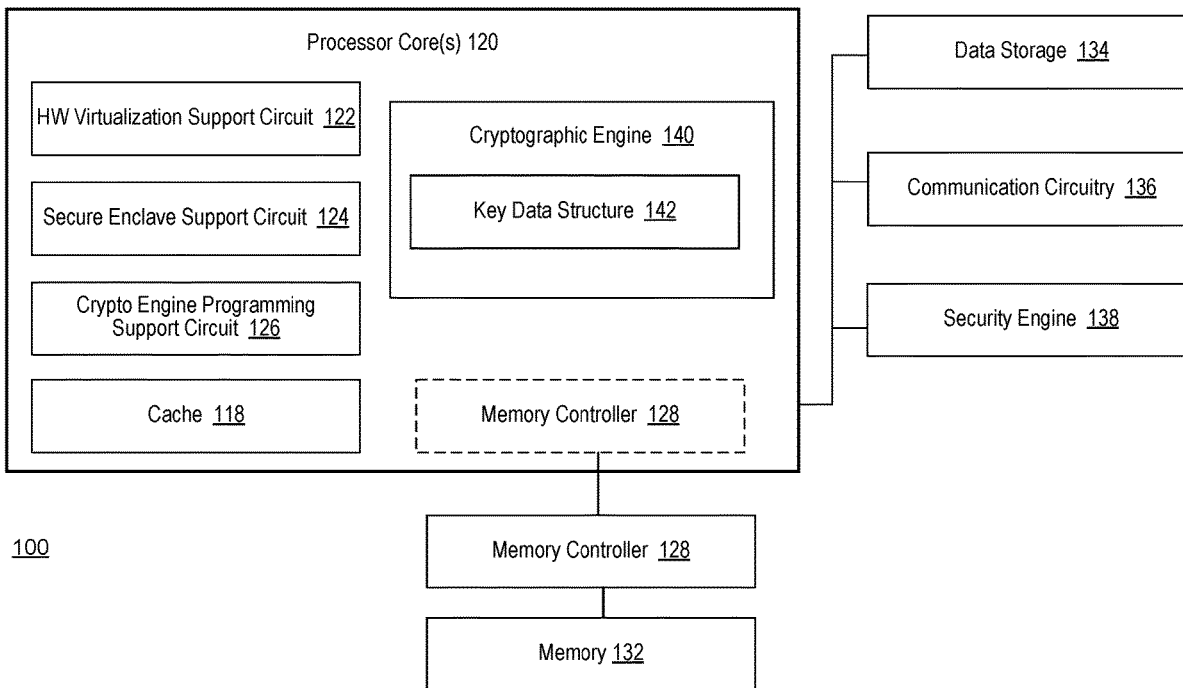 Processor Core(s) 120
HW Virtualization Support Circuit 122
Secure Enclave Support Circuit 124
Crypto Engine Programming
Support Circuit 126
Cache 118
Cryptographic Engine 140
Key Data Structure 142
Memory Controller 128
Data Storage 134
Communication Circuitry 136
Security Engine 138
100
Memory Controller 128
Memory 132